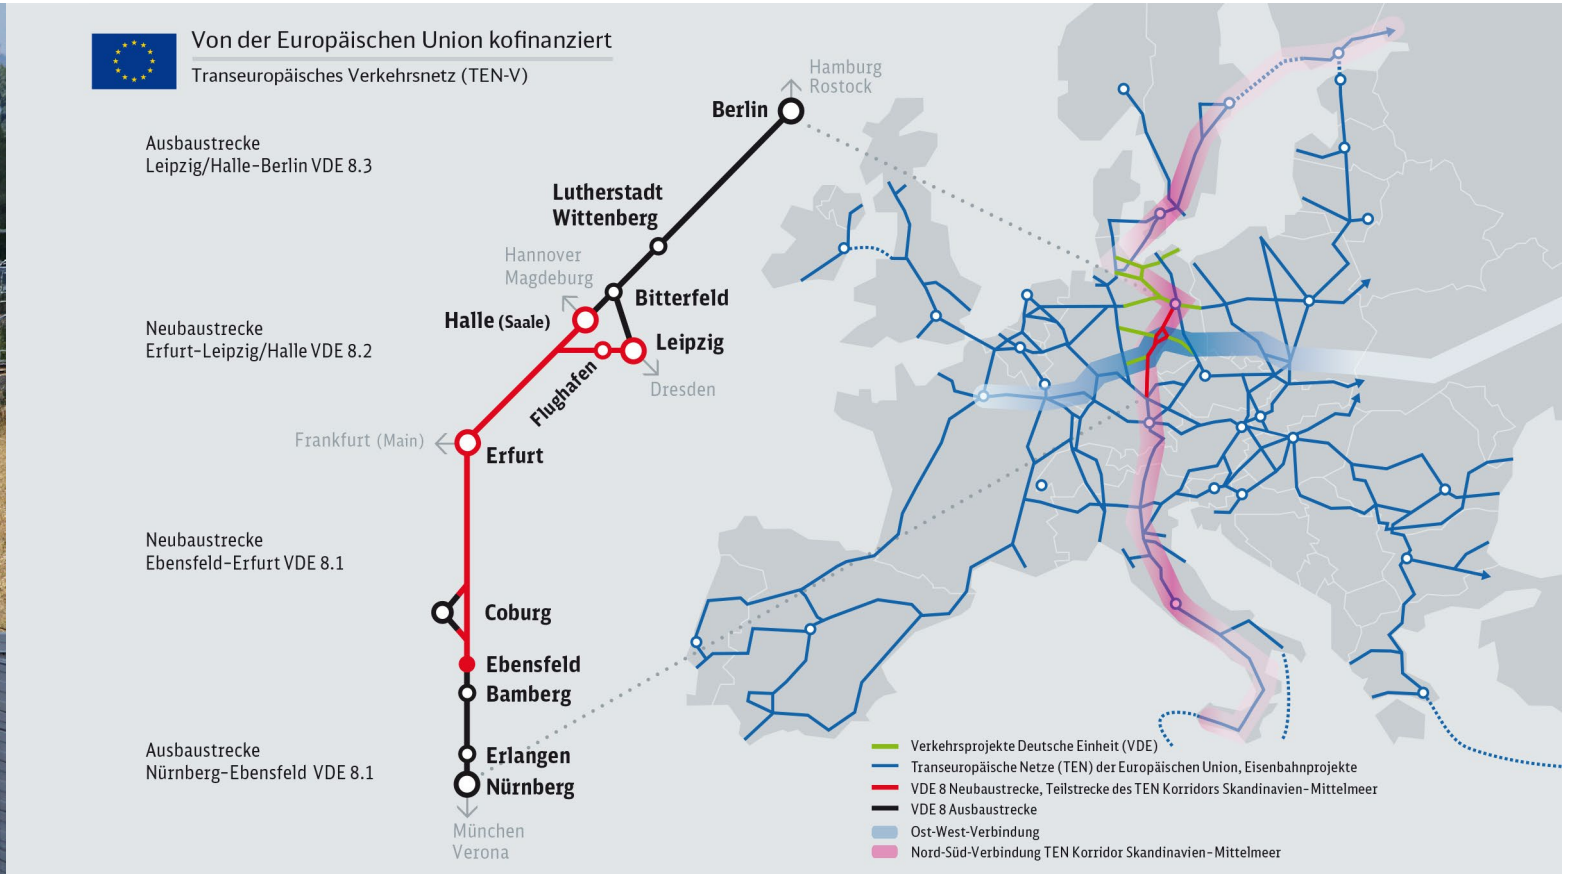 Von der Europäischen Union kofinanziert
Transeuropäisches Verkehrsnetz (TEN-V)
Hamburg
Rostock
Berlin
Ausbaustrecke
Leipzig/Halle-Berlin VDE 8.3
Lutherstadt
Wittenberg
Hannover
Magdeburg
Bitterfeld
Halle (Saale)
Neubaustrecke
Erfurt-Leipzig/Halle VDE 8.2
Leipzig
Flughafen
Dresden
Frankfurt (Main)
Erfurt
Neubaustrecke
Ebensfeld-Erfurt VDE 8.1
Coburg
Ebensfeld
Bamberg
Ausbaustrecke
Nürnberg-Ebensfeld VDE 8.1
Erlangen
Nürnberg
München
Verona
Verkehrsprojekte Deutsche Einheit (VDE)
Transeuropäische Netze (TEN) der Europäischen Union, Eisenbahnprojekte
VDE 8 Neubaustrecke, Teilstrecke des TEN Korridors Skandinavien-Mittelmeer
VDE 8 Ausbaustrecke
Ost-West-Verbindung
Nord-Süd-Verbindung TEN Korridor Skandinavien-Mittelmeer